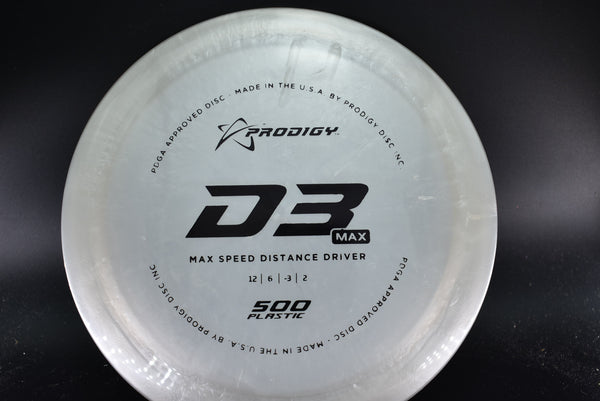 PDGA APPROVED DISC · MADE IN THE U.S.A. BY PRODIGY DISC INC
PRODIGY
D3
MAX
MAX SPEED DISTANCE DRIVER
12 | 6 | -3 | 2
500
PLASTIC
PDGA APPROVED DISC - MADE IN THE U.S.A. BY PRODIGY DISC INC